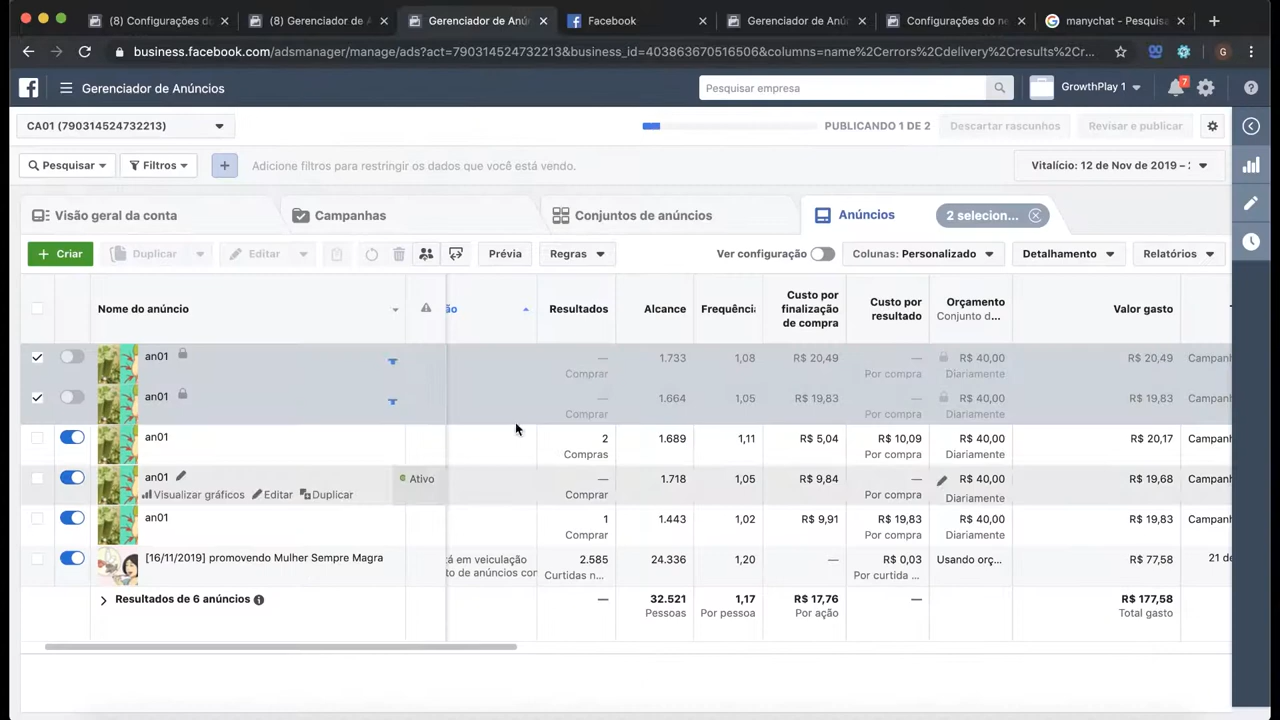 (8) Configurações do
(8) Gerenciador de A
Gerenciador de Anún
Facebook
Gerenciador de Anún
Configurações do ne
manychat - Pesquisa
business.facebook.com/adsmanager/manage/ads?act=790314524732213&business_id=403863670516506&columns=name%2Cerrors%2Cdelivery%2Cresults%2Cr...
G
Gerenciador de Anúncios
Pesquisar empresa
GrowthPlay 1
7
CA01 (790314524732213)
PUBLICANDO 1 DE 2
Descartar rascunhos
Revisar e publicar
Pesquisar
Filtros
Adicione filtros para restringir os dados que você está vendo.
Vitalício: 12 de Nov de 2019 –
Visão geral da conta
Campanhas
Conjuntos de anúncios
Anúncios
2 selecion...
Criar
Duplicar
Editar
Prévia
Regras
Ver configuração
Colunas: Personalizado
Detalhamento
Relatórios
Nome do anúncio
ão
Resultados
Alcance
Frequência
Custo por finalização de compra
Custo por resultado
Orçamento
Conjunto d...
Valor gasto
an01 — 1.733 1,08 R$ 20,49 — R$ 40,00 R$ 20,49 Campanh
Comprar Por compra Diariamente
an01 — 1.664 1,05 R$ 19,83 — R$ 40,00 R$ 19,83 Campanh
Comprar Por compra Diariamente
an01 2 1.689 1,11 R$ 5,04 R$ 10,09 R$ 40,00 R$ 20,17 Campanh
Compras Por compra Diariamente
an01 Ativo — 1.718 1,05 R$ 9,84 — R$ 40,00 R$ 19,68 Campanh
Visualizar gráficos Editar Duplicar Comprar Por compra Diariamente
an01 1 1.443 1,02 R$ 9,91 R$ 19,83 R$ 40,00 R$ 19,83 Campanh
Comprar Por compra Diariamente
[16/11/2019] promovendo Mulher Sempre Magra tá em veiculação 2.585 24.336 1,20 — R$ 0,03 Usando orç... R$ 77,58 21 de
to de anúncios con Curtidas n... Por curtida ...
Resultados de 6 anúncios — 32.521 1,17 R$ 17,76 — R$ 177,58
Pessoas Por pessoa Por ação Total gasto